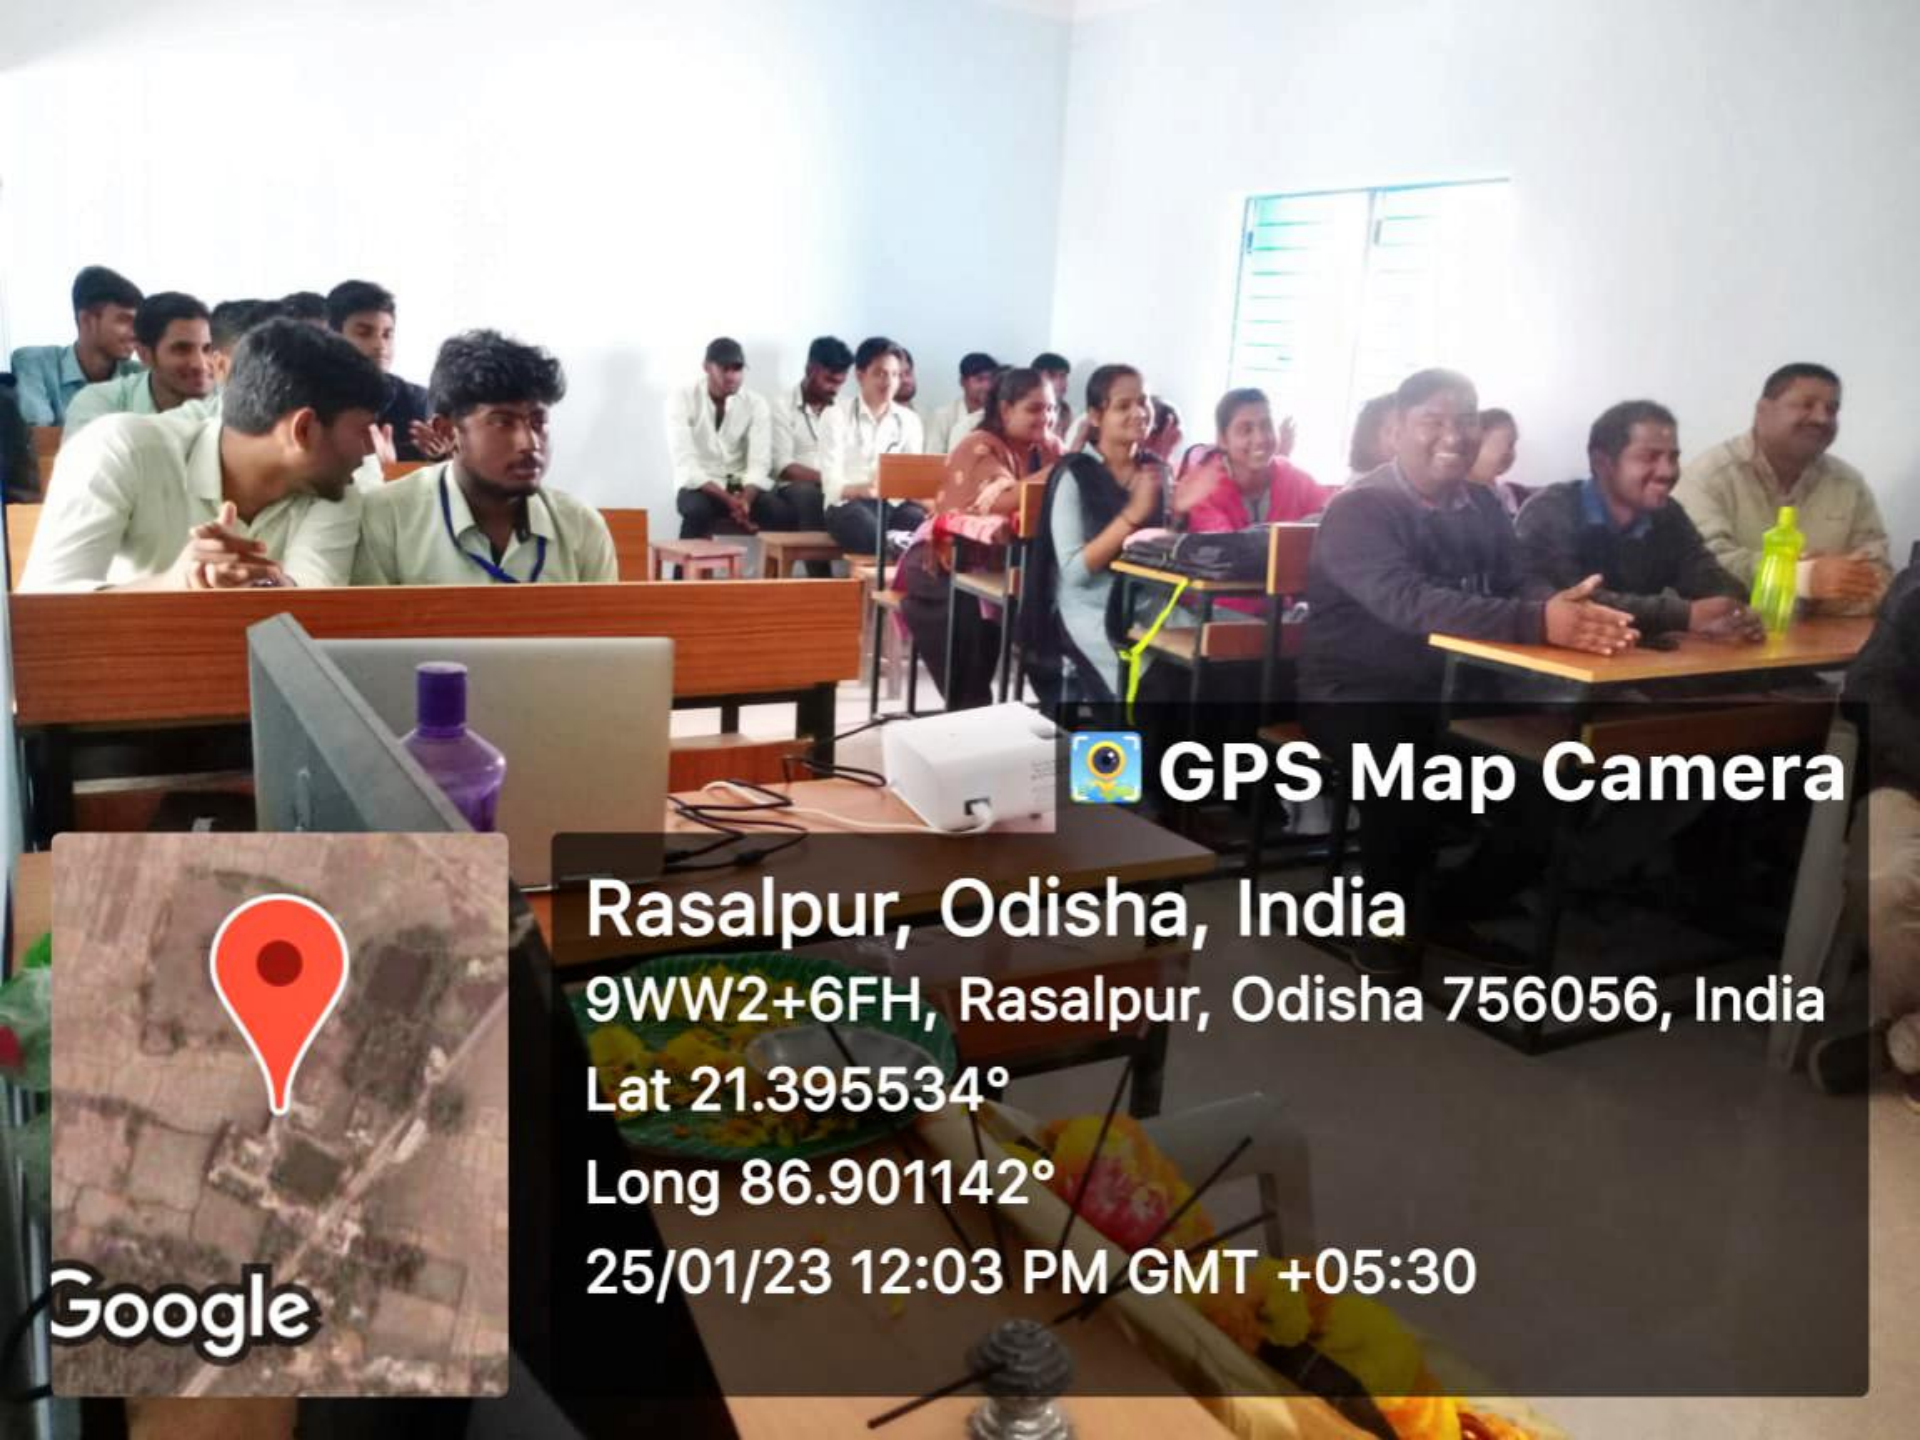 GPS Map Camera
Rasalpur, Odisha, India
9WW2+6FH, Rasalpur, Odisha 756056, India
Lat 21.395534°
Long 86.901142°
25/01/23 12:03 PM GMT +05:30
Google